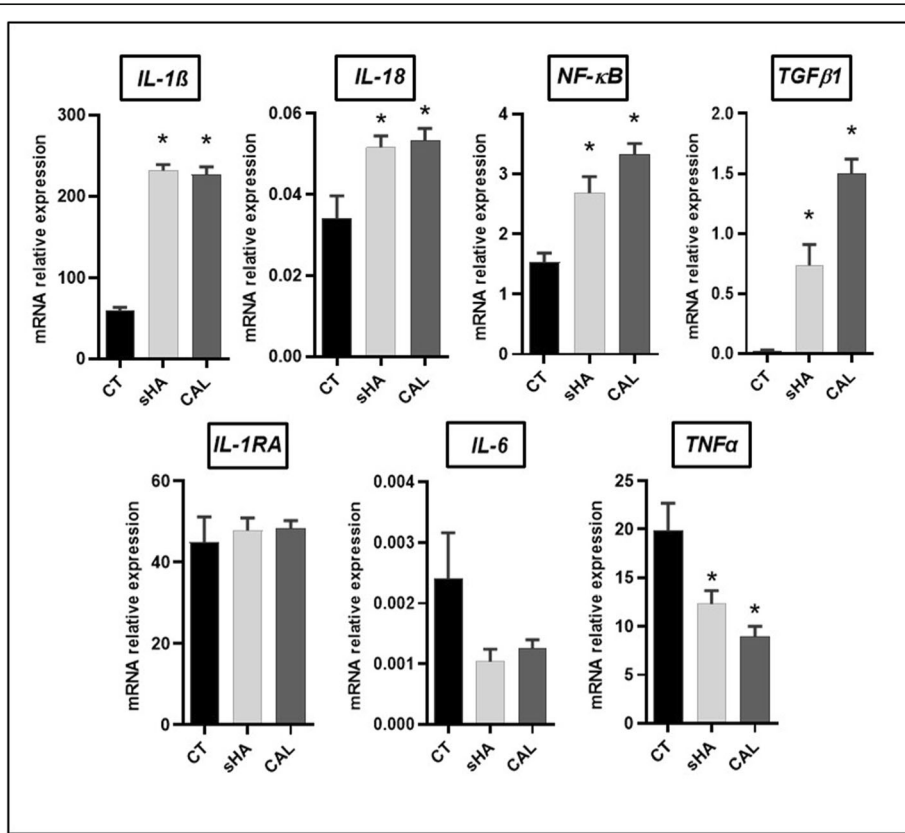 IL-1ß
mRNA relative expression
300
200
100
0
*
*
CT
sHA
CAL
IL-18
mRNA relative expression
0.06
0.04
0.02
0.00
*
*
CT
sHA
CAL
NF-κB
mRNA relative expression
4
3
2
1
0
*
*
CT
sHA
CAL
TGFβ1
mRNA relative expression
2.0
1.5
1.0
0.5
0.0
*
*
CT
sHA
CAL
IL-1RA
mRNA relative expression
60
40
20
0
CT
sHA
CAL
IL-6
mRNA relative expression
0.004
0.003
0.002
0.001
0.000
CT
sHA
CAL
TNFα
mRNA relative expression
25
20
15
10
5
0
*
*
CT
sHA
CAL